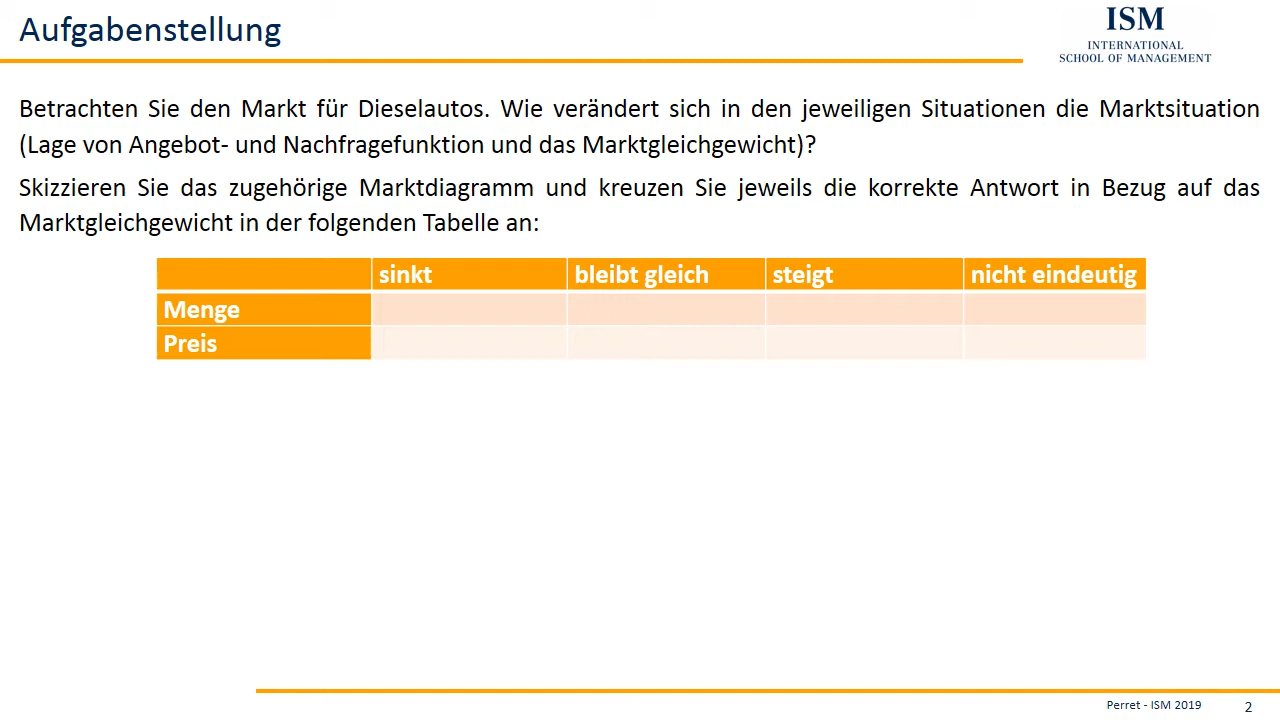 Aufgabenstellung
ISM
INTERNATIONAL
SCHOOL OF MANAGEMENT
Betrachten Sie den Markt für Dieselautos. Wie verändert sich in den jeweiligen Situationen die Marktsituation
(Lage von Angebot- und Nachfragefunktion und das Marktgleichgewicht)?
Skizzieren Sie das zugehörige Marktdiagramm und kreuzen Sie jeweils die korrekte Antwort in Bezug auf das
Marktgleichgewicht in der folgenden Tabelle an:
sinkt bleibt gleich steigt nicht eindeutig
Menge
Preis
Perret - ISM 2019 2